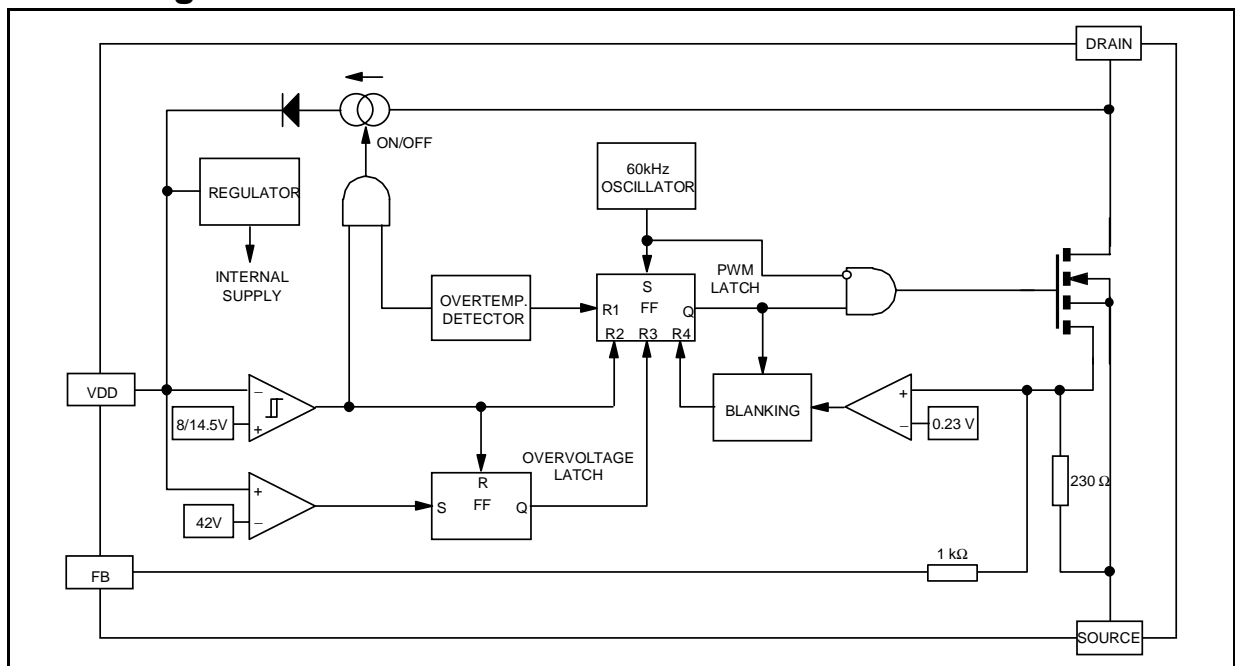 DRAIN
ON/OFF
REGULATOR
60kHz
OSCILLATOR
INTERNAL
SUPPLY
PWM
LATCH
S
OVERTEMP.
DETECTOR
R1
FF
Q
R2 R3 R4
VDD
_
8/14.5V
+
BLANKING
+
_
0.23 V
OVERVOLTAGE
LATCH
230 Ω
R
+
S
FF
Q
42V
_
1 kΩ
FB
SOURCE